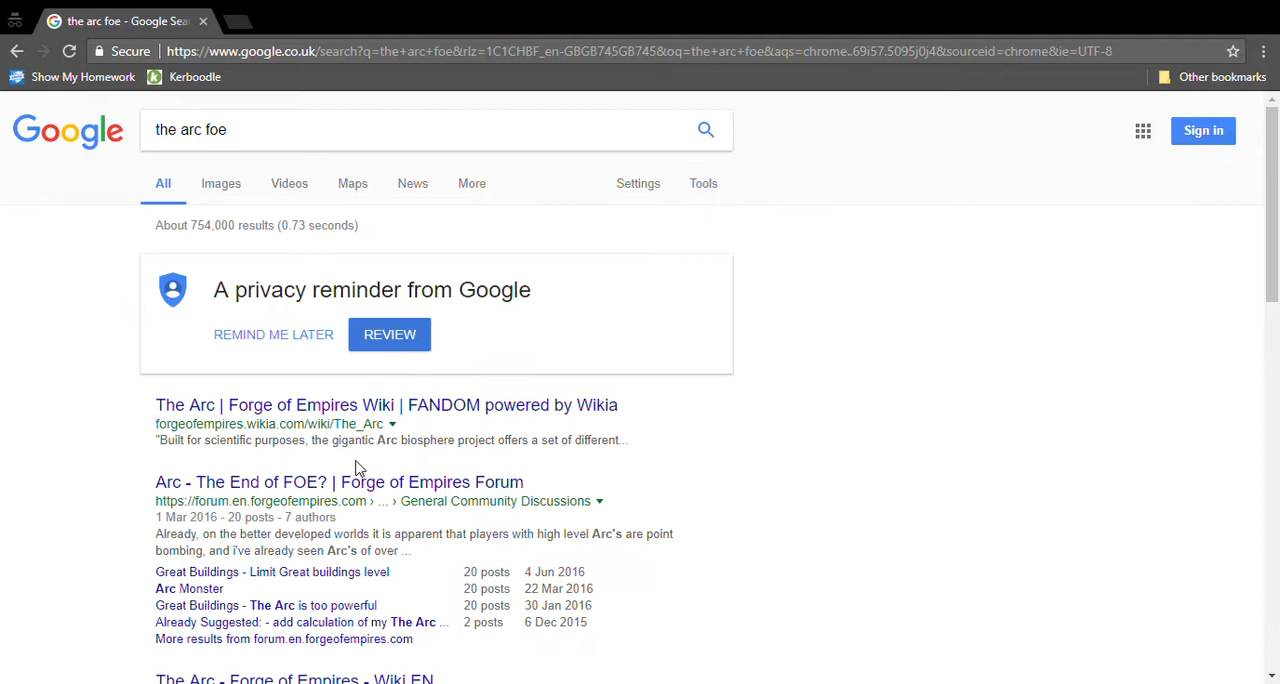 the arc foe - Google Sea
Secure | https://www.google.co.uk/search?q=the+arc+foe&rlz=1C1CHBF_en-GBGB745GB745&oq=the+arc+foe&aqs=chrome..69i57.5095j0j4&sourceid=chrome&ie=UTF-8
Show My Homework Kerboodle Other bookmarks
Google the arc foe Sign in
All Images Videos Maps News More Settings Tools
About 754,000 results (0.73 seconds)
A privacy reminder from Google
REMIND ME LATER REVIEW
The Arc | Forge of Empires Wiki | FANDOM powered by Wikia
forgeofempires.wikia.com/wiki/The_Arc
"Built for scientific purposes, the gigantic Arc biosphere project offers a set of different...
Arc - The End of FOE? | Forge of Empires Forum
https://forum.en.forgeofempires.com › ... › General Community Discussions
1 Mar 2016 - 20 posts - 7 authors
Already, on the better developed worlds it is apparent that players with high level Arc's are point
bombing, and i've already seen Arc's of over ...
Great Buildings - Limit Great buildings level 20 posts 4 Jun 2016
Arc Monster 20 posts 22 Mar 2016
Great Buildings - The Arc is too powerful 20 posts 30 Jan 2016
Already Suggested: - add calculation of my The Arc ... 2 posts 6 Dec 2015
More results from forum.en.forgeofempires.com
The Arc - Forge of Empires - Wiki EN